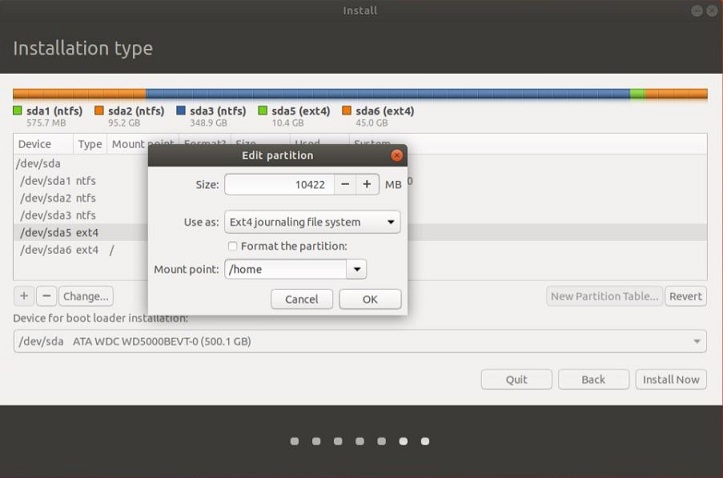 Install
Installation type
sda1 (ntfs) sda2 (ntfs) sda3 (ntfs) sda5 (ext4) sda6 (ext4)
575.7 MB 95.2 GB 348.9 GB 10.4 GB 45.0 GB
Device Type Mount point Format? Size Used System
/dev/sda
/dev/sda1 ntfs 0
/dev/sda2 ntfs
/dev/sda3 ntfs
/dev/sda5 ext4
/dev/sda6 ext4 /
Edit partition
Size: 10422 − + MB
Use as: Ext4 journaling file system
Format the partition:
Mount point: /home
Cancel OK
+ − Change... New Partition Table... Revert
Device for boot loader installation:
/dev/sda ATA WDC WD5000BEVT-0 (500.1 GB)
Quit Back Install Now